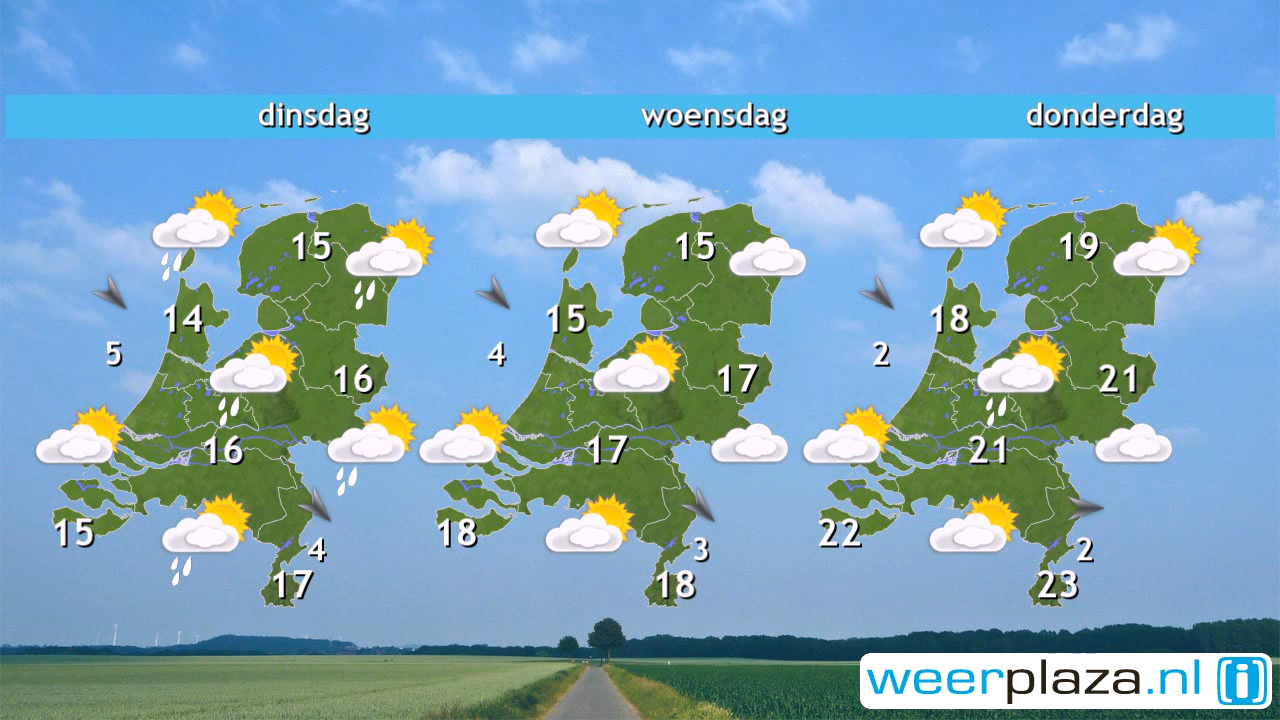 dinsdag woensdag donderdag
15 15 19
14 15 18
5 4 2
16 17 21
16 17 21
15 18 22
4 3 2
17 18 23
weerplaza.nl